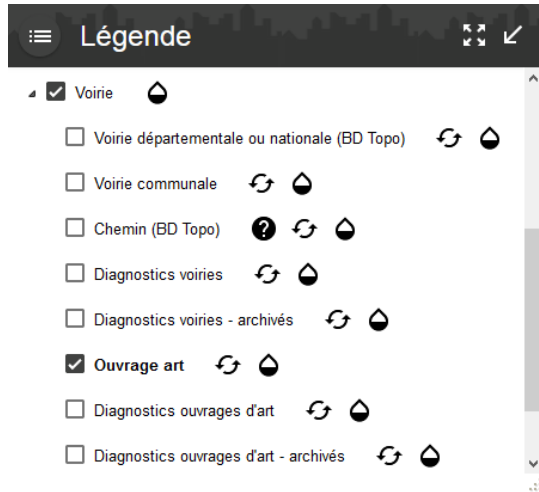 Légende
Voirie
Voirie départementale ou nationale (BD Topo)
Voirie communale
Chemin (BD Topo)
Diagnostics voiries
Diagnostics voiries - archivés
Ouvrage art
Diagnostics ouvrages d'art
Diagnostics ouvrages d'art - archivés